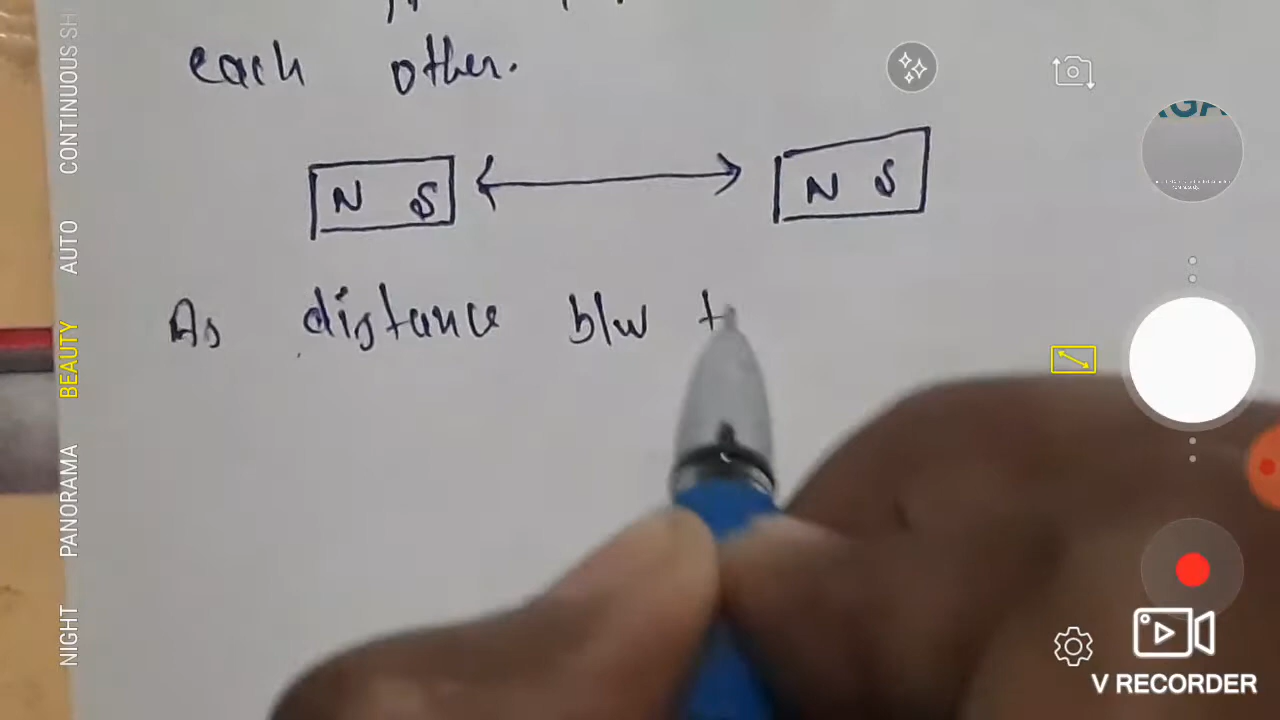 each other.
N S N S
As distance b/w t
CONTINUOUS SH
AUTO
BEAUTY
PANORAMA
NIGHT
V RECORDER